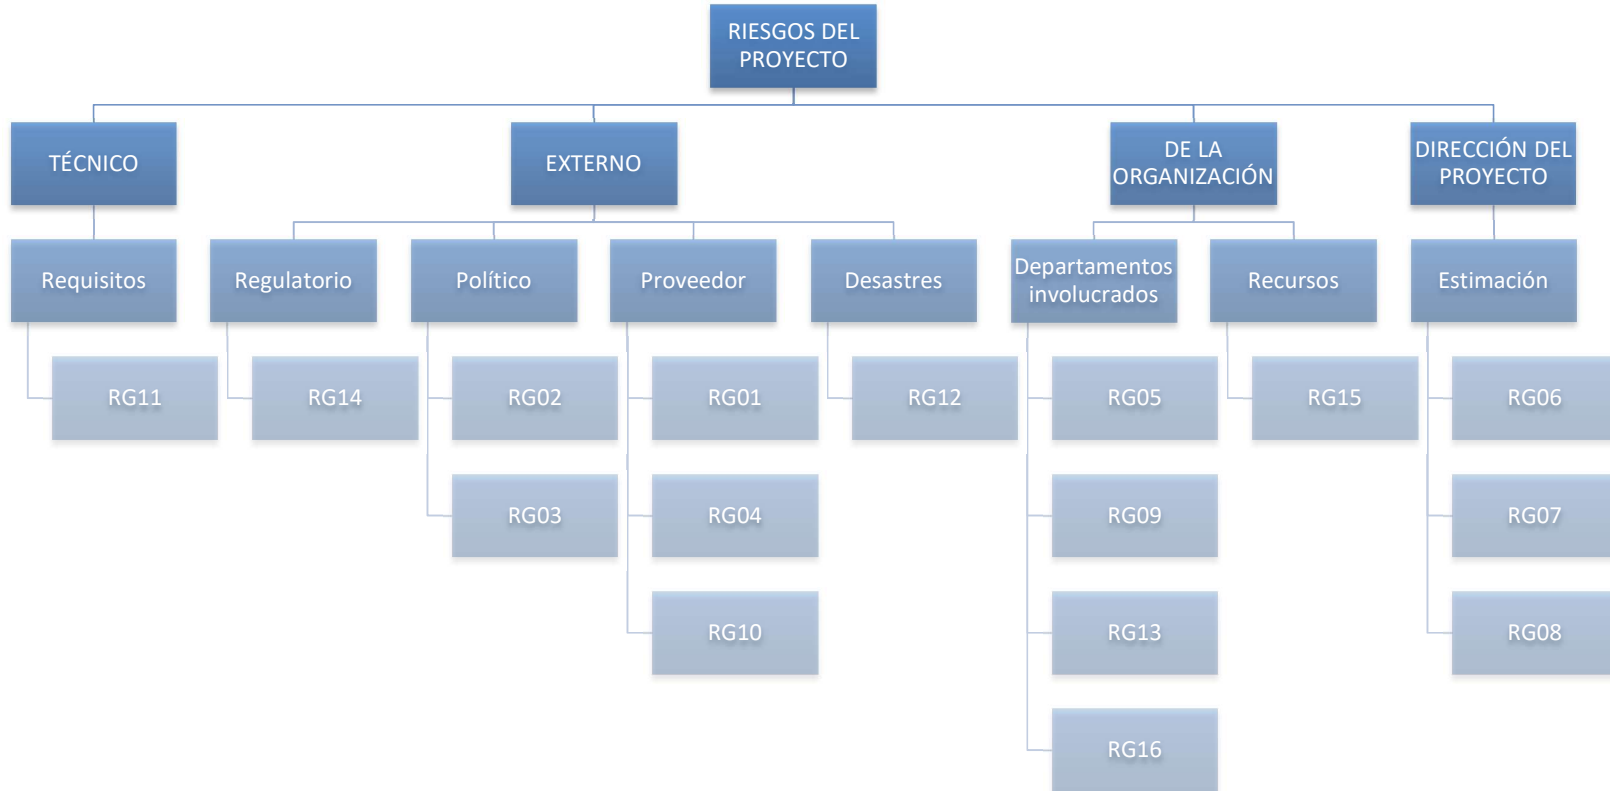 RIESGOS DEL
PROYECTO
TÉCNICO
EXTERNO
DE LA
ORGANIZACIÓN
DIRECCIÓN DEL
PROYECTO
Requisitos
Regulatorio
Político
Proveedor
Desastres
Departamentos
involucrados
Recursos
Estimación
RG11
RG14
RG02
RG01
RG12
RG05
RG15
RG06
RG03
RG04
RG09
RG07
RG10
RG13
RG08
RG16